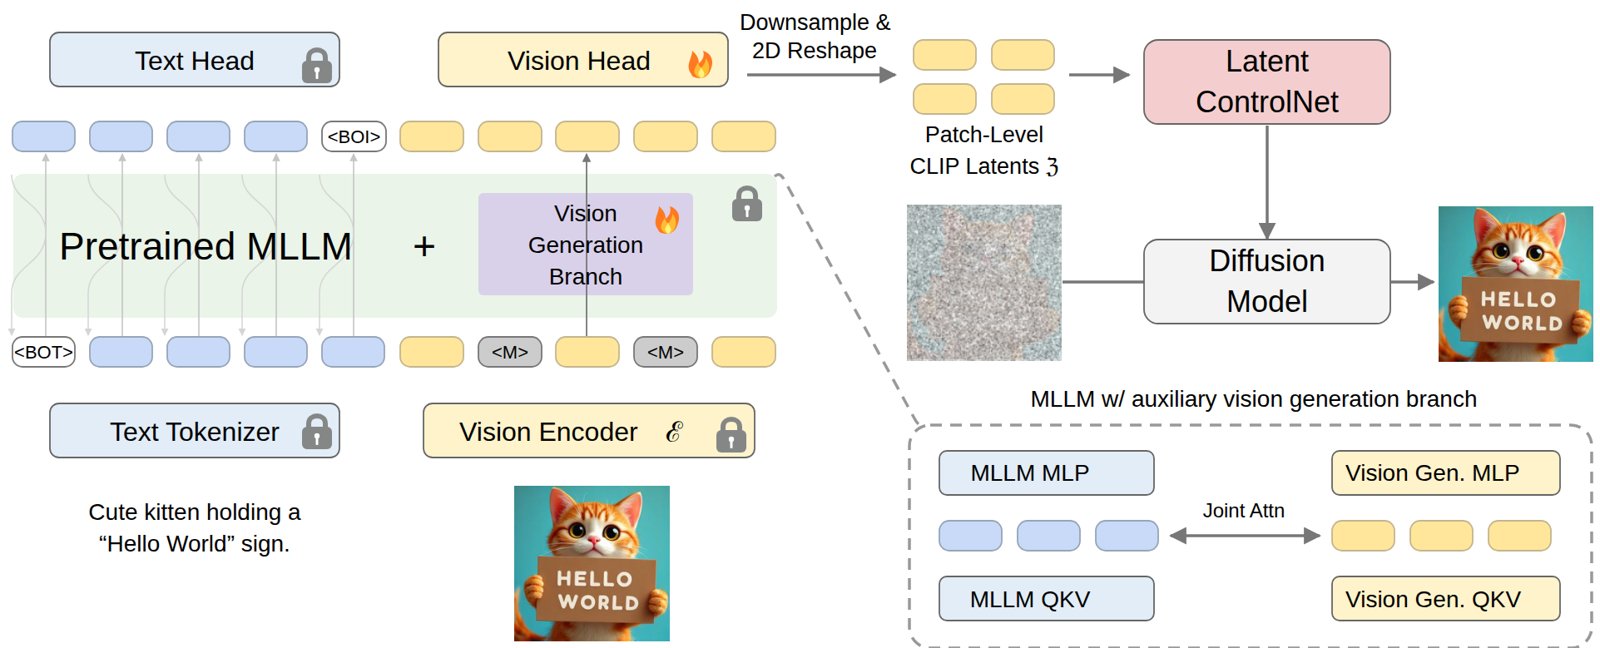 Text Head
Vision Head
Downsample &
2D Reshape
Latent
ControlNet
<BOI>
Patch-Level
CLIP Latents ℨ
Pretrained MLLM
+
Vision
Generation
Branch
Diffusion
Model
HELLO
WORLD
<BOT>
<M>
<M>
Text Tokenizer
Vision Encoder ℰ
MLLM w/ auxiliary vision generation branch
MLLM MLP
Vision Gen. MLP
Joint Attn
MLLM QKV
Vision Gen. QKV
Cute kitten holding a
“Hello World” sign.
HELLO
WORLD